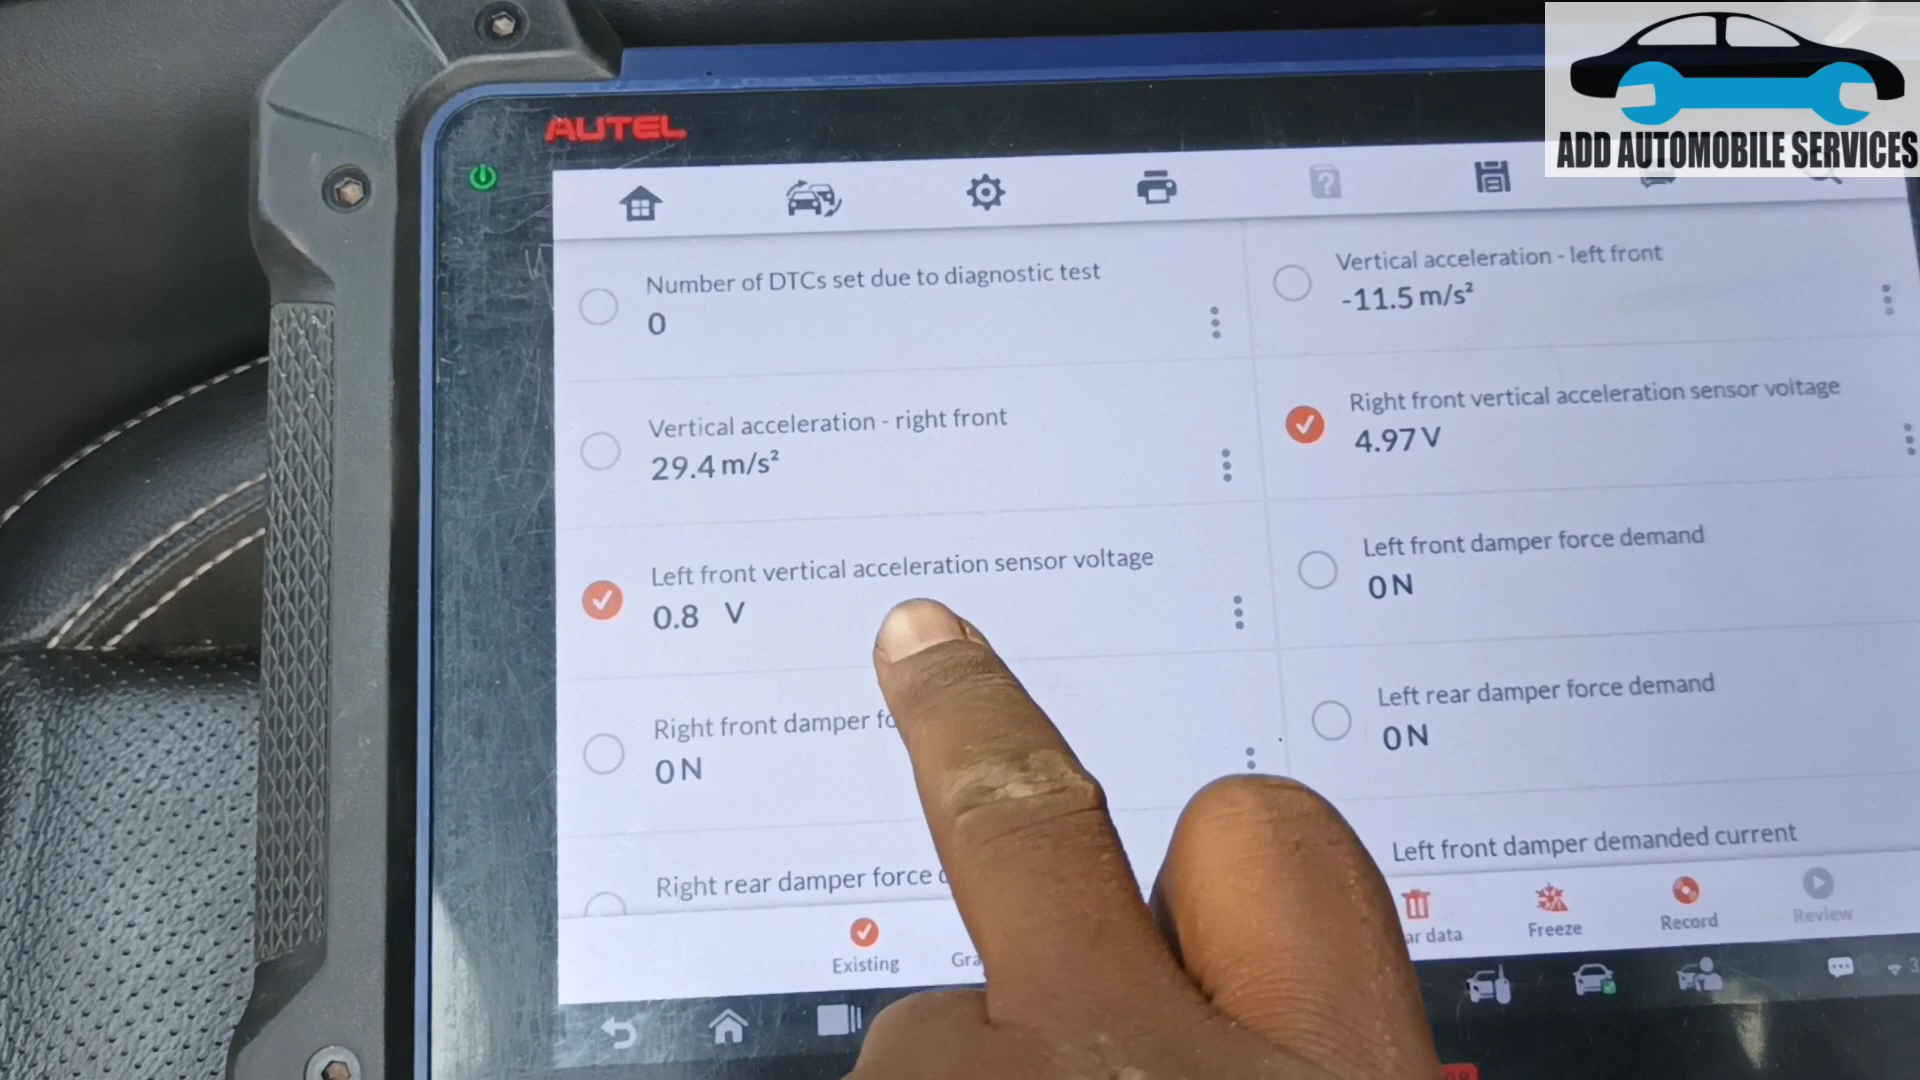 AUTEL
ADD AUTOMOBILE SERVICES
Number of DTCs set due to diagnostic test
0
Vertical acceleration - left front
-11.5 m/s²
Vertical acceleration - right front
29.4 m/s²
Right front vertical acceleration sensor voltage
4.97 V
Left front vertical acceleration sensor voltage
0.8 V
Left front damper force demand
0 N
Right front damper
0 N
Left rear damper force demand
0 N
Right rear damper force
Left front damper demanded current
Existing
data
Freeze
Record
Review